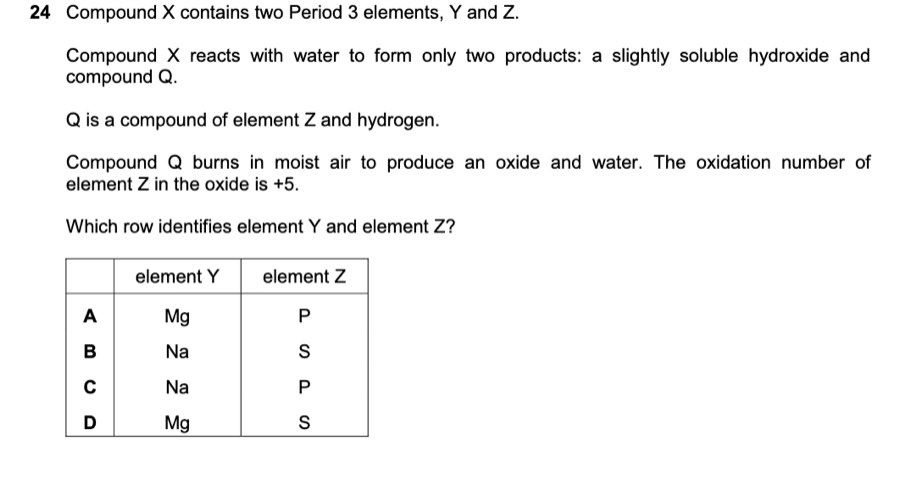 24 Compound X contains two Period 3 elements, Y and Z.
Compound X reacts with water to form only two products: a slightly soluble hydroxide and
compound Q.
Q is a compound of element Z and hydrogen.
Compound Q burns in moist air to produce an oxide and water. The oxidation number of
element Z in the oxide is +5.
Which row identifies element Y and element Z?
element Y element Z
A Mg P
B Na S
C Na P
D Mg S